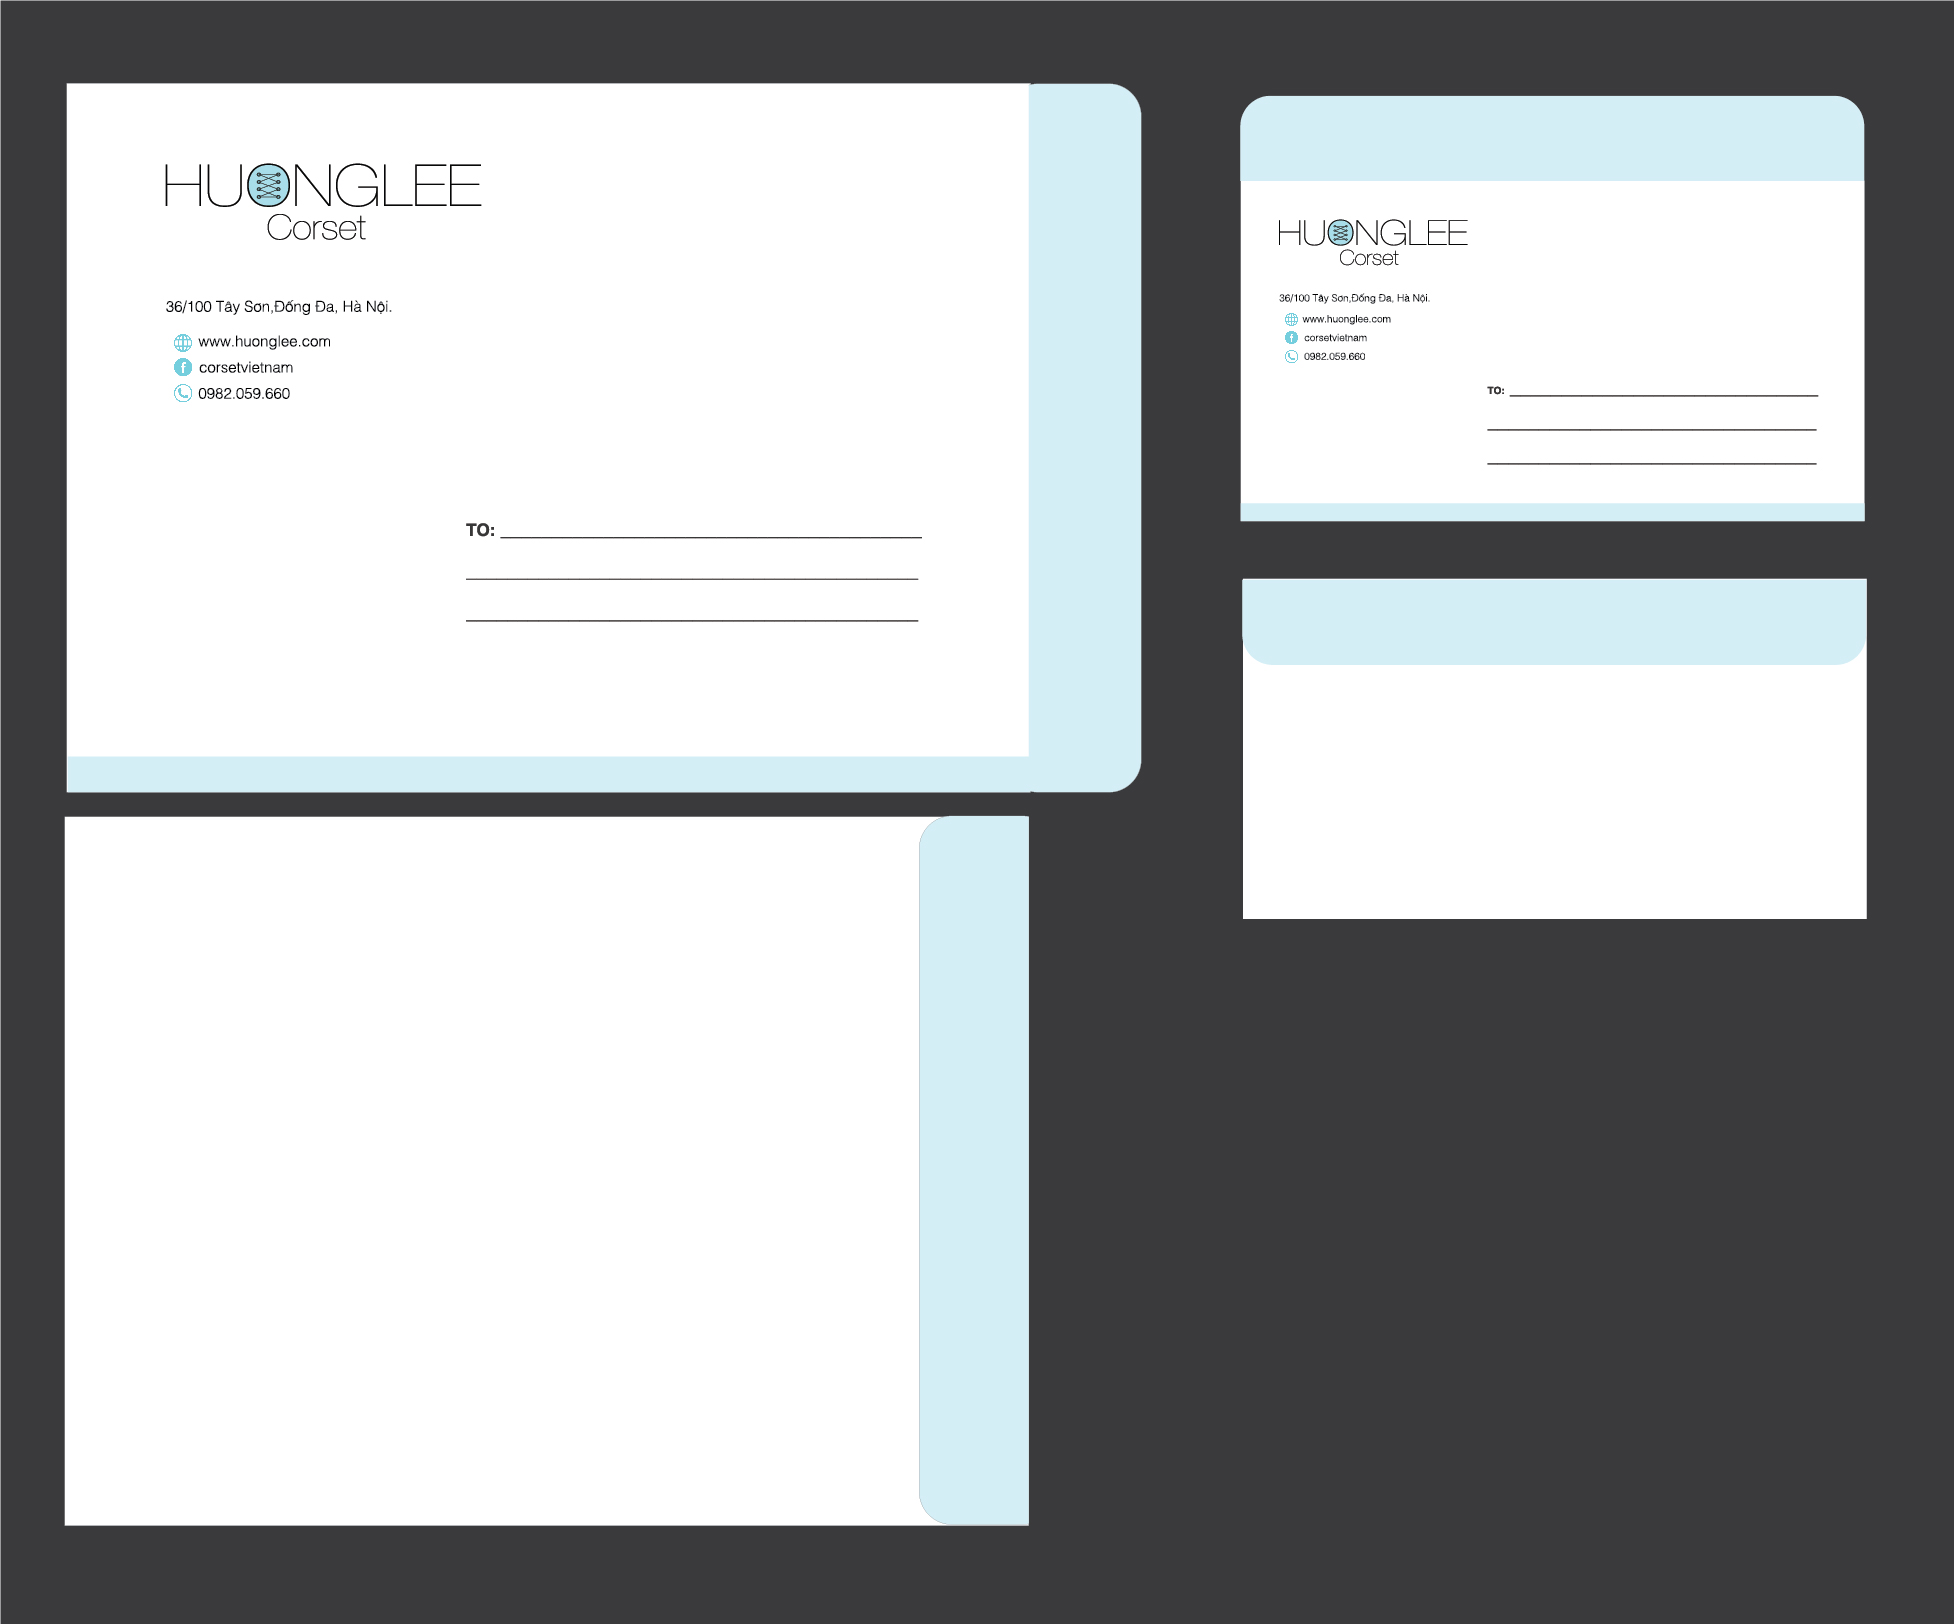 HUONGLEE
Corset
36/100 Tây Sơn,Đống Đa, Hà Nội.
www.huonglee.com
corsetvietnam
0982.059.660
TO:
HUONGLEE
Corset
36/100 Tây Sơn,Đống Đa, Hà Nội.
www.huonglee.com
corsetvietnam
0982.059.660
TO: